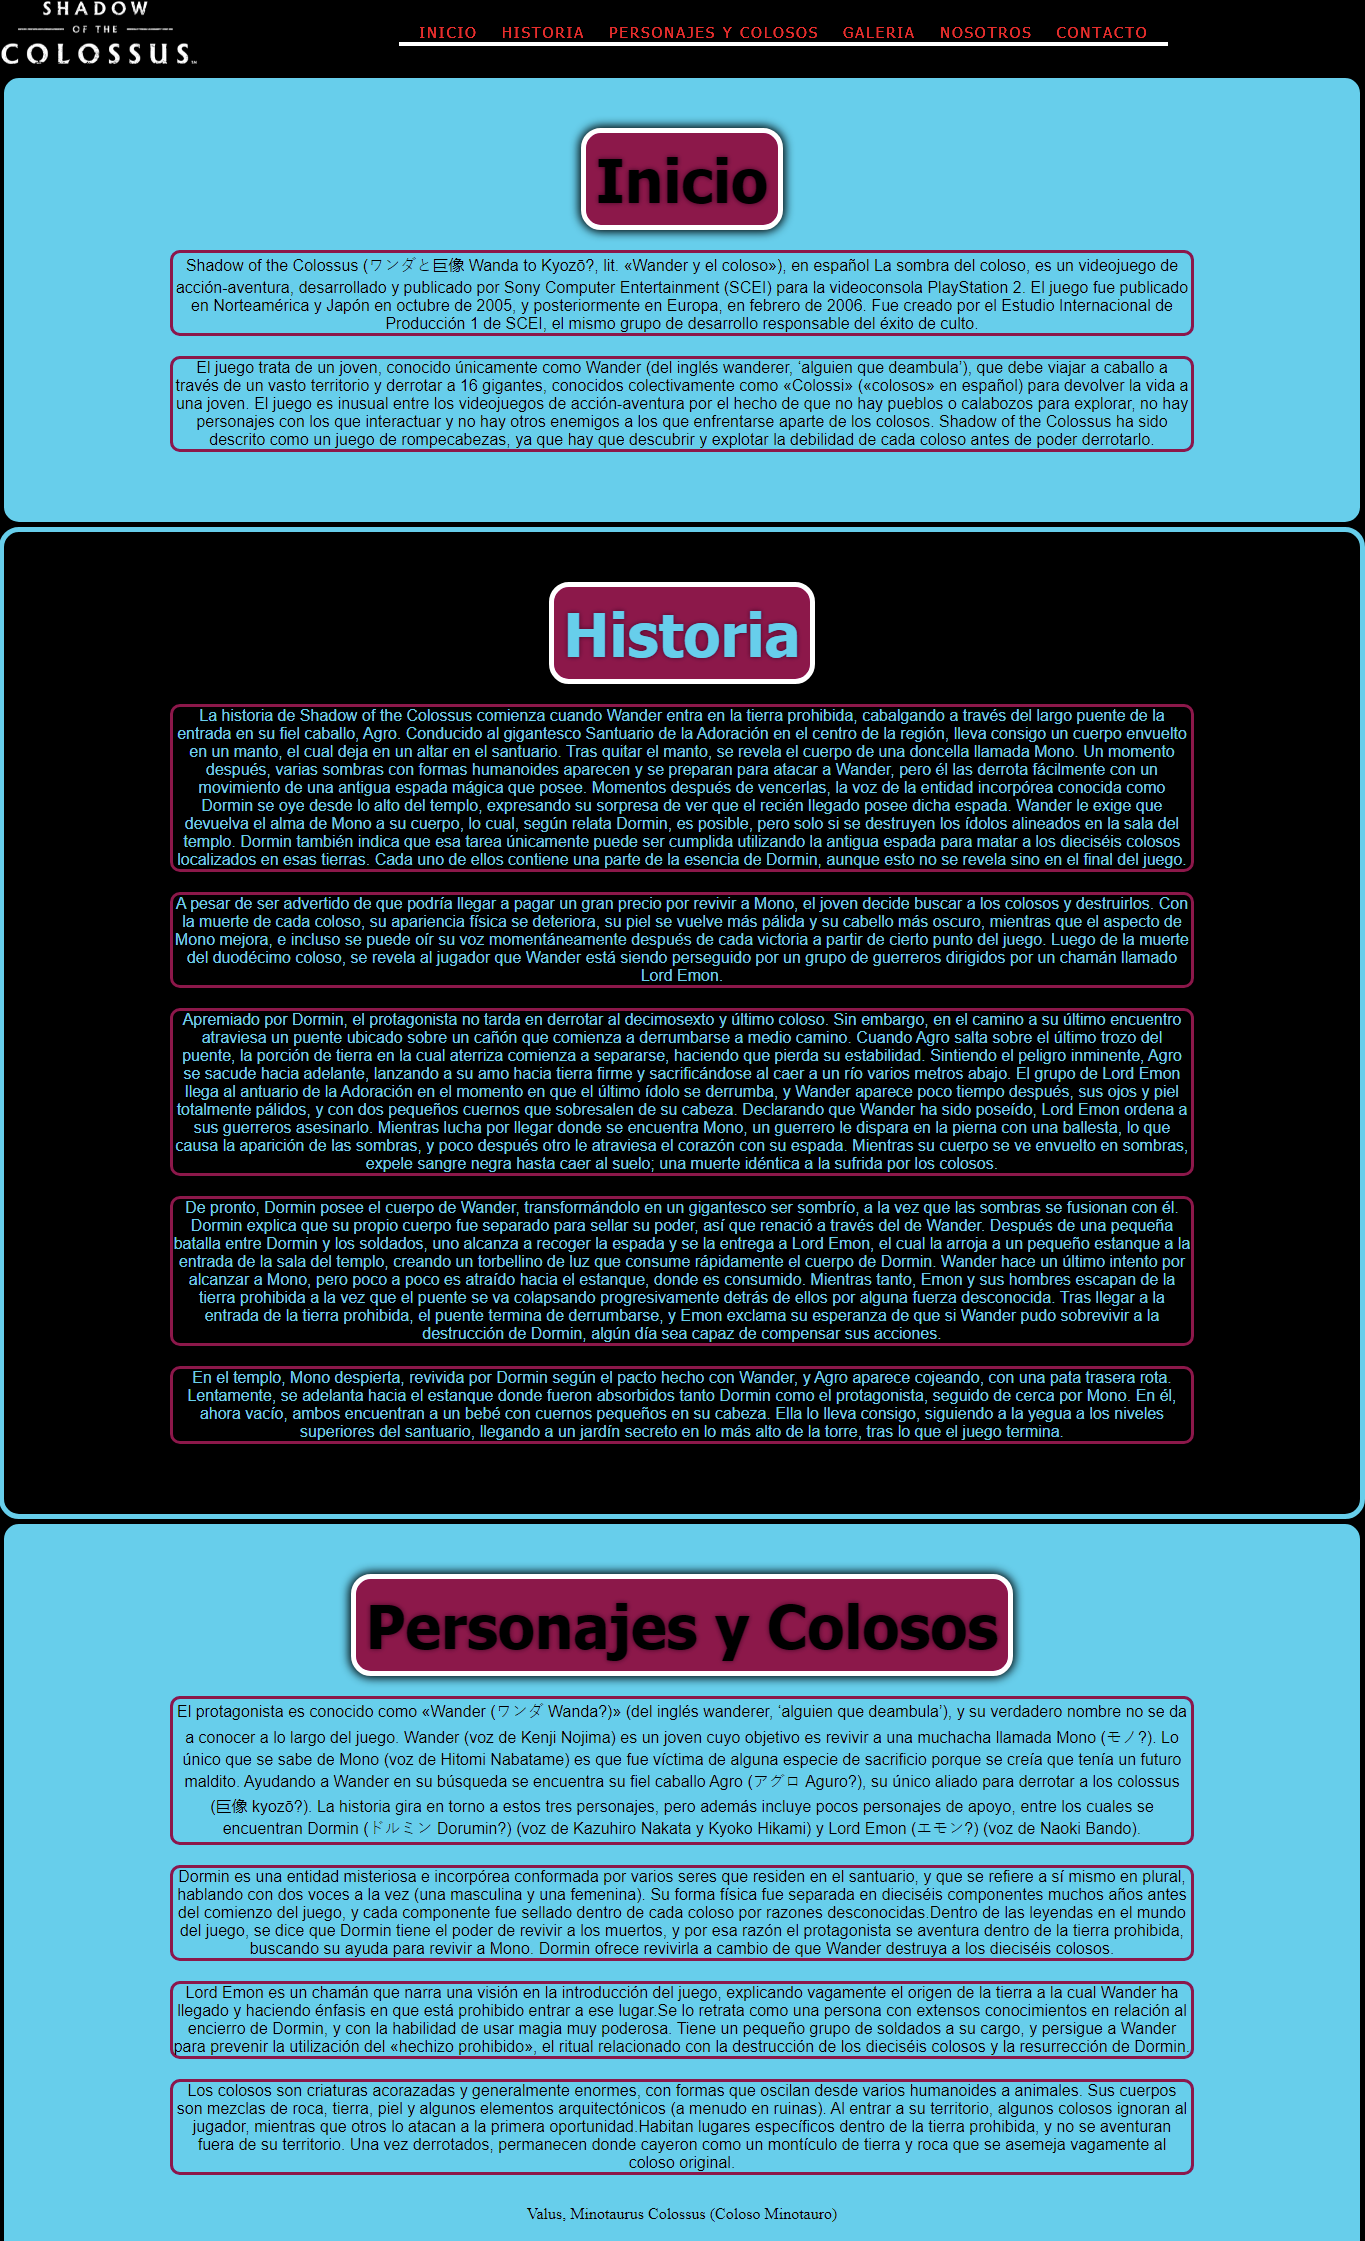 SHADOW
OF THE
COLOSSUS
INICIO HISTORIA PERSONAJES Y COLOSOS GALERIA NOSOTROS CONTACTO
Inicio
Shadow of the Colossus (ワンダと巨像 Wanda to Kyozō?, lit. «Wander y el coloso»), en español La sombra del coloso, es un videojuego de
acción-aventura, desarrollado y publicado por Sony Computer Entertainment (SCEI) para la videoconsola PlayStation 2. El juego fue publicado
en Norteamérica y Japón en octubre de 2005, y posteriormente en Europa, en febrero de 2006. Fue creado por el Estudio Internacional de
Producción 1 de SCEI, el mismo grupo de desarrollo responsable del éxito de culto.
El juego trata de un joven, conocido únicamente como Wander (del inglés wanderer, ‘alguien que deambula’), que debe viajar a caballo a
través de un vasto territorio y derrotar a 16 gigantes, conocidos colectivamente como «Colossi» («colosos» en español) para devolver la vida a
una joven. El juego es inusual entre los videojuegos de acción-aventura por el hecho de que no hay pueblos o calabozos para explorar, no hay
personajes con los que interactuar y no hay otros enemigos a los que enfrentarse aparte de los colosos. Shadow of the Colossus ha sido
descrito como un juego de rompecabezas, ya que hay que descubrir y explotar la debilidad de cada coloso antes de poder derrotarlo.
Historia
La historia de Shadow of the Colossus comienza cuando Wander entra en la tierra prohibida, cabalgando a través del largo puente de la
entrada en su fiel caballo, Agro. Conducido al gigantesco Santuario de la Adoración en el centro de la región, lleva consigo un cuerpo envuelto
en un manto, el cual deja en un altar en el santuario. Tras quitar el manto, se revela el cuerpo de una doncella llamada Mono. Un momento
después, varias sombras con formas humanoides aparecen y se preparan para atacar a Wander, pero él las derrota fácilmente con un
movimiento de una antigua espada mágica que posee. Momentos después de vencerlas, la voz de la entidad incorpórea conocida como
Dormin se oye desde lo alto del templo, expresando su sorpresa de ver que el recién llegado posee dicha espada. Wander le exige que
devuelva el alma de Mono a su cuerpo, lo cual, según relata Dormin, es posible, pero solo si se destruyen los ídolos alineados en la sala del
templo. Dormin también indica que esa tarea únicamente puede ser cumplida utilizando la antigua espada para matar a los dieciséis colosos
localizados en esas tierras. Cada uno de ellos contiene una parte de la esencia de Dormin, aunque esto no se revela sino en el final del juego.
A pesar de ser advertido de que podría llegar a pagar un gran precio por revivir a Mono, el joven decide buscar a los colosos y destruirlos. Con
la muerte de cada coloso, su apariencia física se deteriora, su piel se vuelve más pálida y su cabello más oscuro, mientras que el aspecto de
Mono mejora, e incluso se puede oír su voz momentáneamente después de cada victoria a partir de cierto punto del juego. Luego de la muerte
del duodécimo coloso, se revela al jugador que Wander está siendo perseguido por un grupo de guerreros dirigidos por un chamán llamado
Lord Emon.
Apremiado por Dormin, el protagonista no tarda en derrotar al decimosexto y último coloso. Sin embargo, en el camino a su último encuentro
atraviesa un puente ubicado sobre un cañón que comienza a derrumbarse a medio camino. Cuando Agro salta sobre el último trozo del
puente, la porción de tierra en la cual aterriza comienza a separarse, haciendo que pierda su estabilidad. Sintiendo el peligro inminente, Agro
se sacude hacia adelante, lanzando a su amo hacia tierra firme y sacrificándose al caer a un río varios metros abajo. El grupo de Lord Emon
llega al antuario de la Adoración en el momento en que el último ídolo se derrumba, y Wander aparece poco tiempo después, sus ojos y piel
totalmente pálidos, y con dos pequeños cuernos que sobresalen de su cabeza. Declarando que Wander ha sido poseído, Lord Emon ordena a
sus guerreros asesinarlo. Mientras lucha por llegar donde se encuentra Mono, un guerrero le dispara en la pierna con una ballesta, lo que
causa la aparición de las sombras, y poco después otro le atraviesa el corazón con su espada. Mientras su cuerpo se ve envuelto en sombras,
expele sangre negra hasta caer al suelo; una muerte idéntica a la sufrida por los colosos.
De pronto, Dormin posee el cuerpo de Wander, transformándolo en un gigantesco ser sombrío, a la vez que las sombras se fusionan con él.
Dormin explica que su propio cuerpo fue separado para sellar su poder, así que renació a través del de Wander. Después de una pequeña
batalla entre Dormin y los soldados, uno alcanza a recoger la espada y se la entrega a Lord Emon, el cual la arroja a un pequeño estanque a la
entrada de la sala del templo, creando un torbellino de luz que consume rápidamente el cuerpo de Dormin. Wander hace un último intento por
alcanzar a Mono, pero poco a poco es atraído hacia el estanque, donde es consumido. Mientras tanto, Emon y sus hombres escapan de la
tierra prohibida a la vez que el puente se va colapsando progresivamente detrás de ellos por alguna fuerza desconocida. Tras llegar a la
entrada de la tierra prohibida, el puente termina de derrumbarse, y Emon exclama su esperanza de que si Wander pudo sobrevivir a la
destrucción de Dormin, algún día sea capaz de compensar sus acciones.
En el templo, Mono despierta, revivida por Dormin según el pacto hecho con Wander, y Agro aparece cojeando, con una pata trasera rota.
Lentamente, se adelanta hacia el estanque donde fueron absorbidos tanto Dormin como el protagonista, seguido de cerca por Mono. En él,
ahora vacío, ambos encuentran a un bebé con cuernos pequeños en su cabeza. Ella lo lleva consigo, siguiendo a la yegua a los niveles
superiores del santuario, llegando a un jardín secreto en lo más alto de la torre, tras lo que el juego termina.
Personajes y Colosos
El protagonista es conocido como «Wander (ワンダ Wanda?)» (del inglés wanderer, ‘alguien que deambula’), y su verdadero nombre no se da
a conocer a lo largo del juego. Wander (voz de Kenji Nojima) es un joven cuyo objetivo es revivir a una muchacha llamada Mono (モノ?). Lo
único que se sabe de Mono (voz de Hitomi Nabatame) es que fue víctima de alguna especie de sacrificio porque se creía que tenía un futuro
maldito. Ayudando a Wander en su búsqueda se encuentra su fiel caballo Agro (アグロ Aguro?), su único aliado para derrotar a los colossus
(巨像 kyozō?). La historia gira en torno a estos tres personajes, pero además incluye pocos personajes de apoyo, entre los cuales se
encuentran Dormin (ドルミン Dorumin?) (voz de Kazuhiro Nakata y Kyoko Hikami) y Lord Emon (エモン?) (voz de Naoki Bando).
Dormin es una entidad misteriosa e incorpórea conformada por varios seres que residen en el santuario, y que se refiere a sí mismo en plural,
hablando con dos voces a la vez (una masculina y una femenina). Su forma física fue separada en dieciséis componentes muchos años antes
del comienzo del juego, y cada componente fue sellado dentro de cada coloso por razones desconocidas.Dentro de las leyendas en el mundo
del juego, se dice que Dormin tiene el poder de revivir a los muertos, y por esa razón el protagonista se aventura dentro de la tierra prohibida,
buscando su ayuda para revivir a Mono. Dormin ofrece revivirla a cambio de que Wander destruya a los dieciséis colosos.
Lord Emon es un chamán que narra una visión en la introducción del juego, explicando vagamente el origen de la tierra a la cual Wander ha
llegado y haciendo énfasis en que está prohibido entrar a ese lugar.Se lo retrata como una persona con extensos conocimientos en relación al
encierro de Dormin, y con la habilidad de usar magia muy poderosa. Tiene un pequeño grupo de soldados a su cargo, y persigue a Wander
para prevenir la utilización del «hechizo prohibido», el ritual relacionado con la destrucción de los dieciséis colosos y la resurrección de Dormin.
Los colosos son criaturas acorazadas y generalmente enormes, con formas que oscilan desde varios humanoides a animales. Sus cuerpos
son mezclas de roca, tierra, piel y algunos elementos arquitectónicos (a menudo en ruinas). Al entrar a su territorio, algunos colosos ignoran al
jugador, mientras que otros lo atacan a la primera oportunidad.Habitan lugares específicos dentro de la tierra prohibida, y no se aventuran
fuera de su territorio. Una vez derrotados, permanecen donde cayeron como un montículo de tierra y roca que se asemeja vagamente al
coloso original.
Valus, Minotaurus Colossus (Coloso Minotauro)